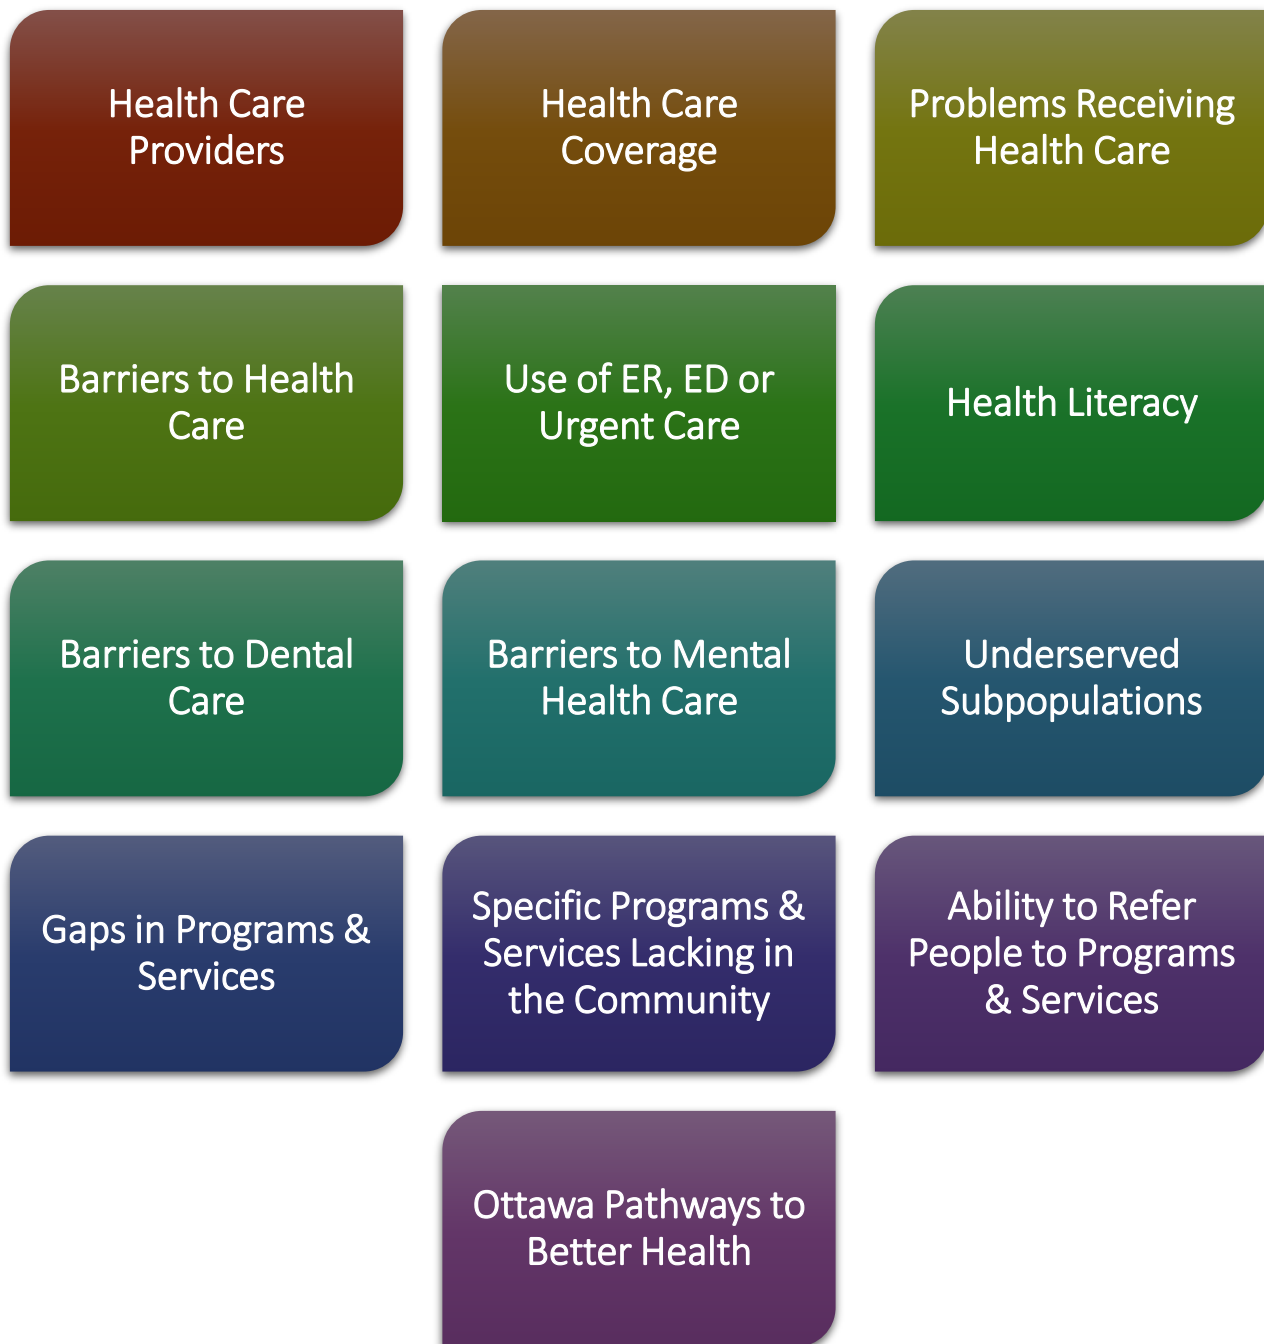 Health Care
Providers
Health Care
Coverage
Problems Receiving
Health Care
Barriers to Health
Care
Use of ER, ED or
Urgent Care
Health Literacy
Barriers to Dental
Care
Barriers to Mental
Health Care
Underserved
Subpopulations
Gaps in Programs &
Services
Specific Programs &
Services Lacking in
the Community
Ability to Refer
People to Programs
& Services
Ottawa Pathways to
Better Health